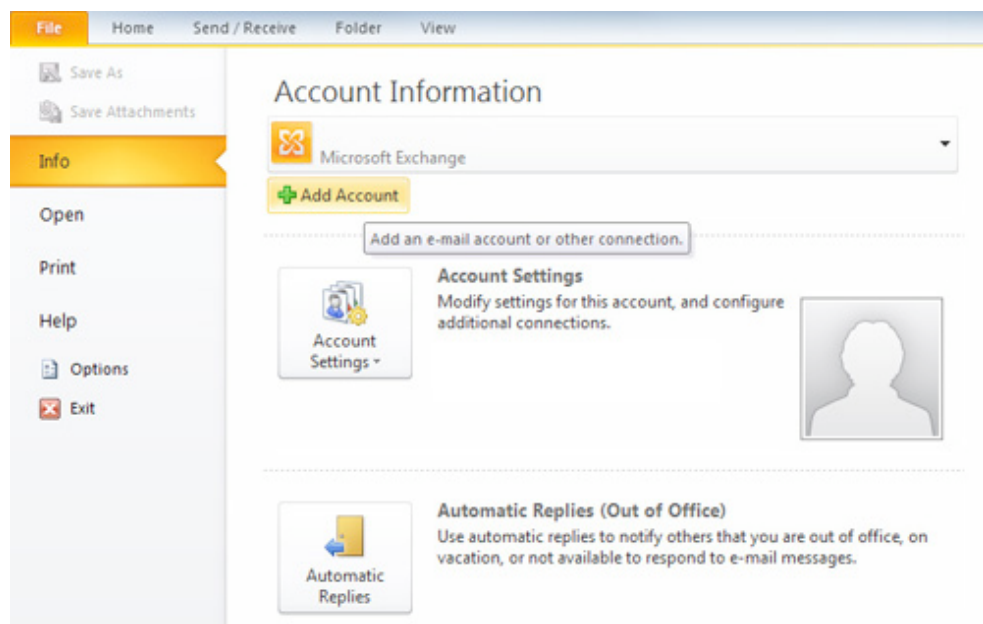 File Home Send / Receive Folder View
Save As
Save Attachments
Info
Open
Print
Help
Options
Exit
Account Information
Microsoft Exchange
Add Account
Add an e-mail account or other connection.
Account
Settings
Account Settings
Modify settings for this account, and configure
additional connections.
Automatic
Replies
Automatic Replies (Out of Office)
Use automatic replies to notify others that you are out of office, on
vacation, or not available to respond to e-mail messages.